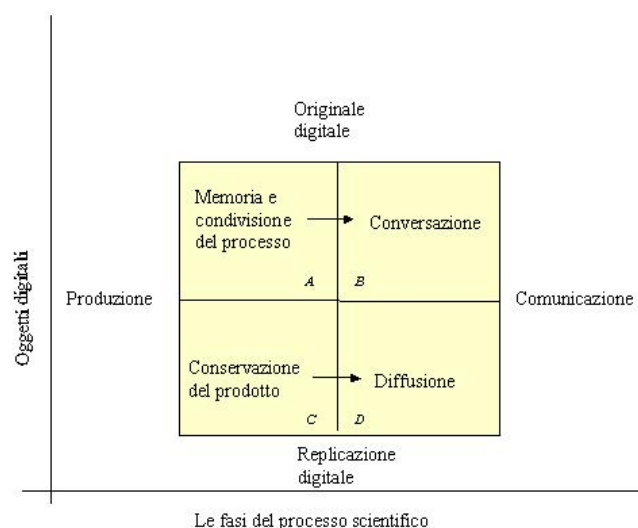 Originale
digitale
Memoria e
condivisione
del processo
Conversazione
A
B
Oggetti digitali
Produzione
Comunicazione
Conservazione
del prodotto
Diffusione
C
D
Replicazione
digitale
Le fasi del processo scientifico